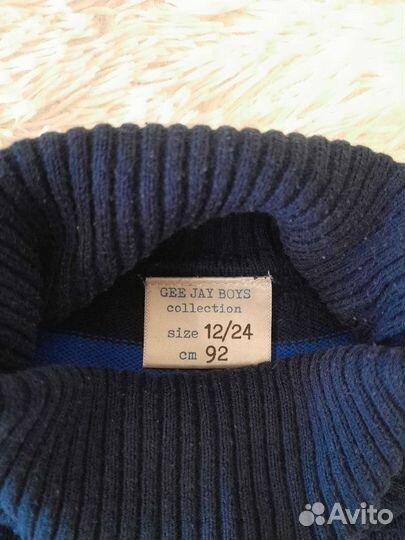 GEE JAY BOYS
collection
size 12/24
cm 92
Avito